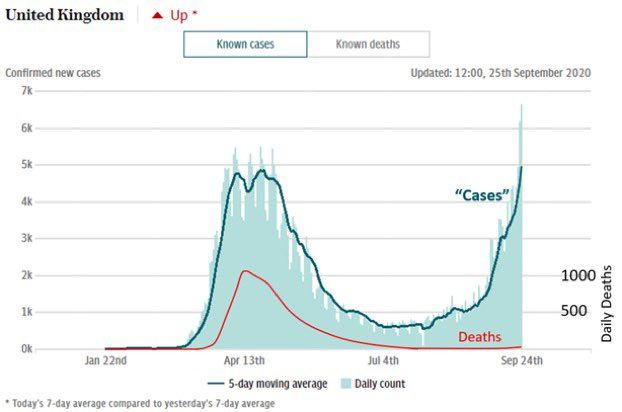 United Kingdom ▲ Up *
Known cases Known deaths
Confirmed new cases Updated: 12:00, 25th September 2020
7k
6k
5k
4k
3k
2k
1k
0k
"Cases"
1000
500
Daily Deaths
Deaths
Jan 22nd Apr 13th Jul 4th Sep 24th
5-day moving average Daily count
* Today's 7-day average compared to yesterday's 7-day average